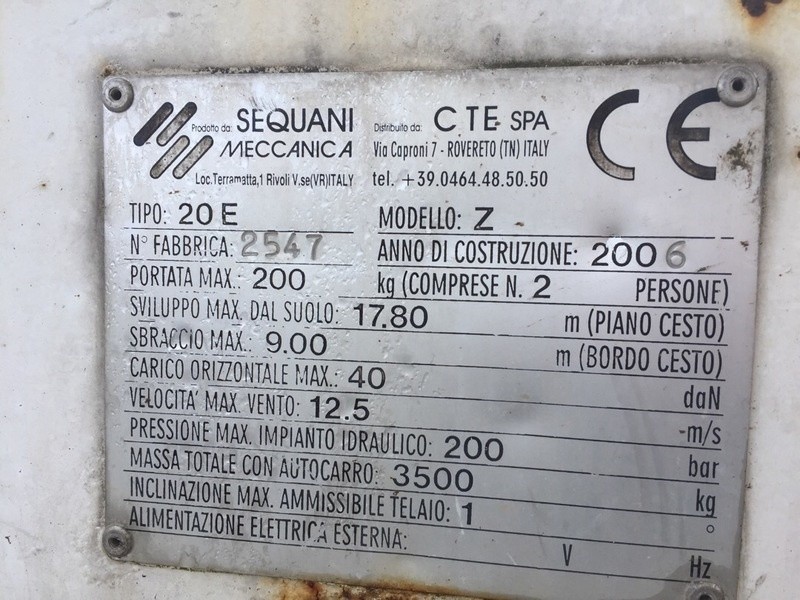 Prodotto da: SEQUANI MECCANICA
Loc.Terramatta,1 Rivoli V.se(VR)ITALY
Distribuito da: CTE SPA
Via Caproni 7 - ROVERETO (TN) ITALY
tel. +39.0464.48.50.50
CE
TIPO: 20 E MODELLO: Z
N° FABBRICA: 2547 ANNO DI COSTRUZIONE: 2006
PORTATA MAX.: 200 kg (COMPRESE N. 2 PERSONE)
SVILUPPO MAX. DAL SUOLO: 17.80 m (PIANO CESTO)
SBRACCIO MAX.: 9.00 m (BORDO CESTO)
CARICO ORIZZONTALE MAX.: 40 daN
VELOCITA' MAX. VENTO: 12.5 m/s
PRESSIONE MAX. IMPIANTO IDRAULICO: 200 bar
MASSA TOTALE CON AUTOCARRO: 3500 kg
INCLINAZIONE MAX. AMMISSIBILE TELAIO: 1 °
ALIMENTAZIONE ELETTRICA ESTERNA: V Hz